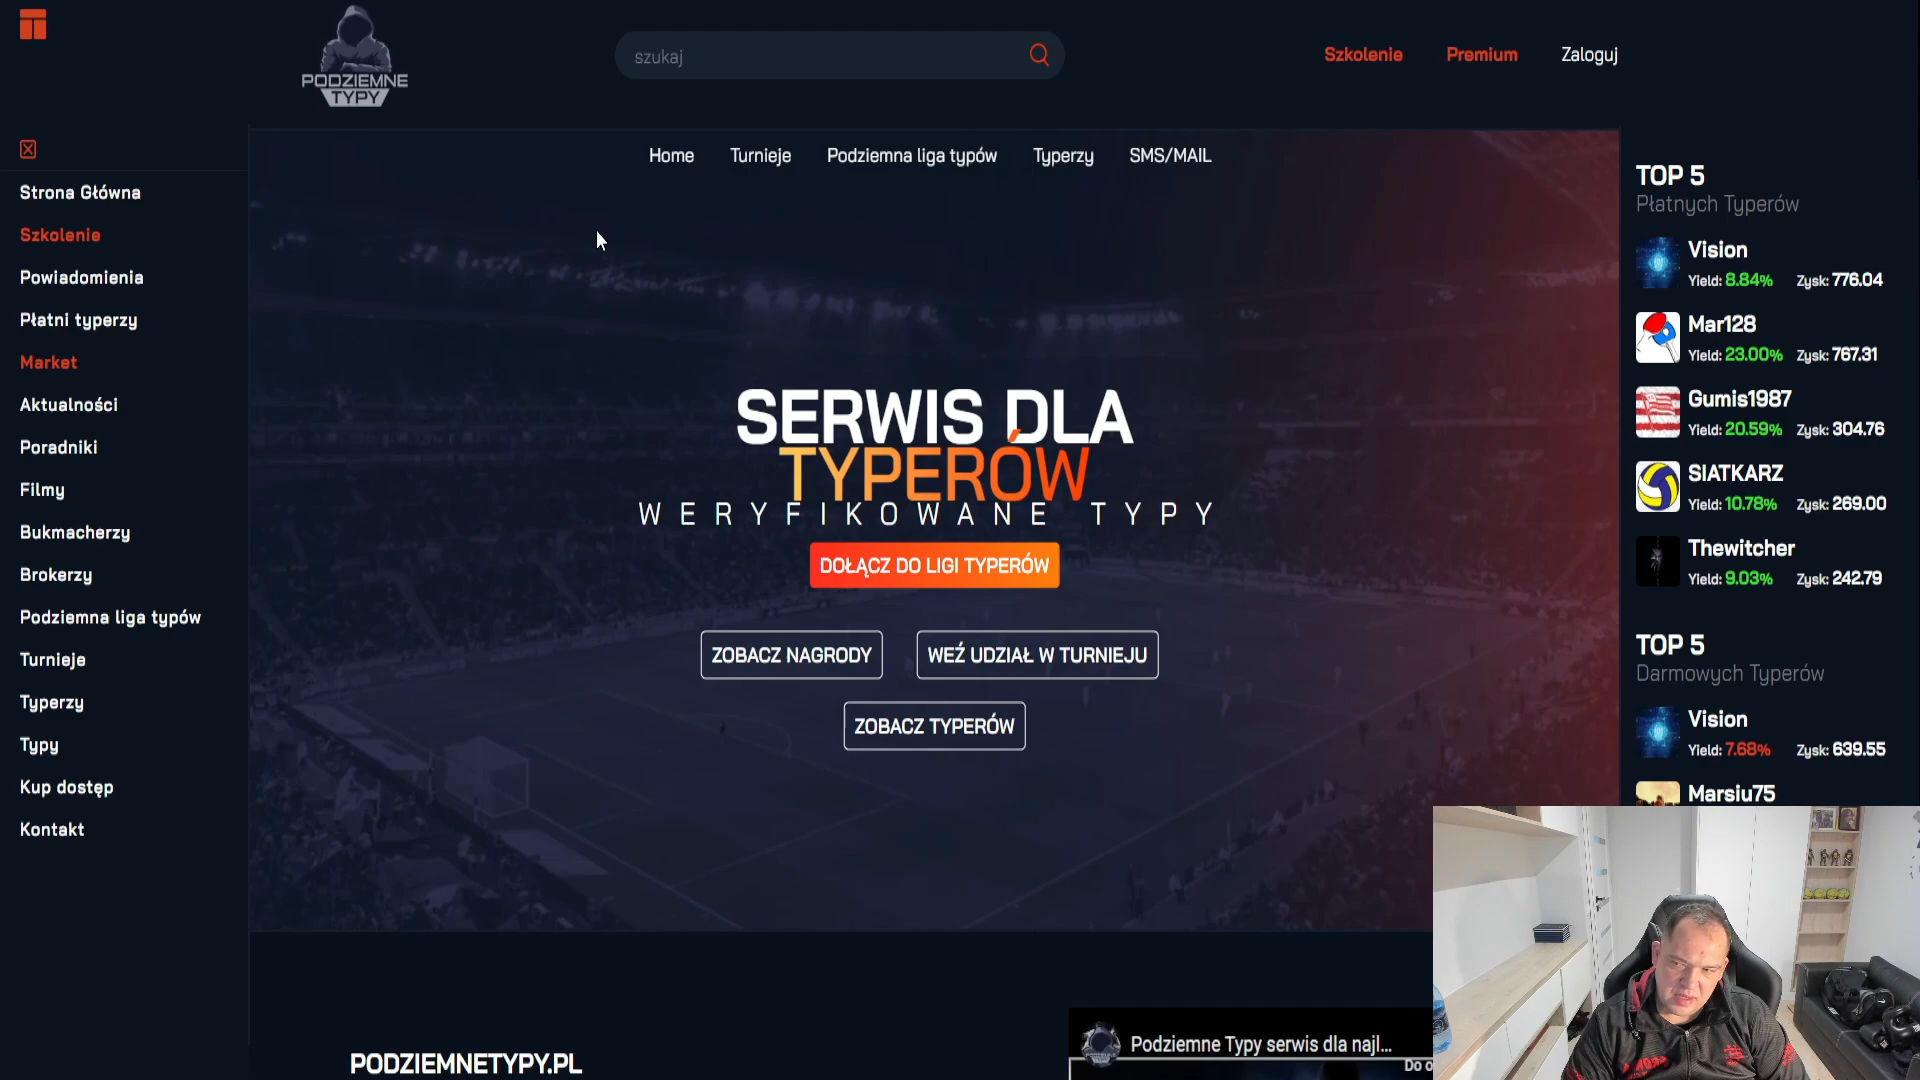 PODZIEMNE
TYPY
szukaj
Szkolenie
Premium
Zaloguj
Strona Główna
Szkolenie
Powiadomienia
Płatni typerzy
Market
Aktualności
Poradniki
Filmy
Bukmacherzy
Brokerzy
Podziemna liga typów
Turnieje
Typerzy
Typy
Kup dostęp
Kontakt
Home
Turnieje
Podziemna liga typów
Typerzy
SMS/MAIL
SERWIS DLA
TYPERÓW
WERYFIKOWANE TYPY
DOŁĄCZ DO LIGI TYPERÓW
ZOBACZ NAGRODY
WEŹ UDZIAŁ W TURNIEJU
ZOBACZ TYPERÓW
PODZIEMNETYPY.PL
Podziemne Typy serwis dla najl...
Do o
TOP 5
Płatnych Typerów
Vision
Yield: 8.84% Zysk: 776.04
Mar128
Yield: 23.00% Zysk: 767.31
Gumis1987
Yield: 20.59% Zysk: 304.76
SIATKARZ
Yield: 10.78% Zysk: 269.00
Thewitcher
Yield: 9.03% Zysk: 242.79
TOP 5
Darmowych Typerów
Vision
Yield: 7.68% Zysk: 639.55
Marsiu75